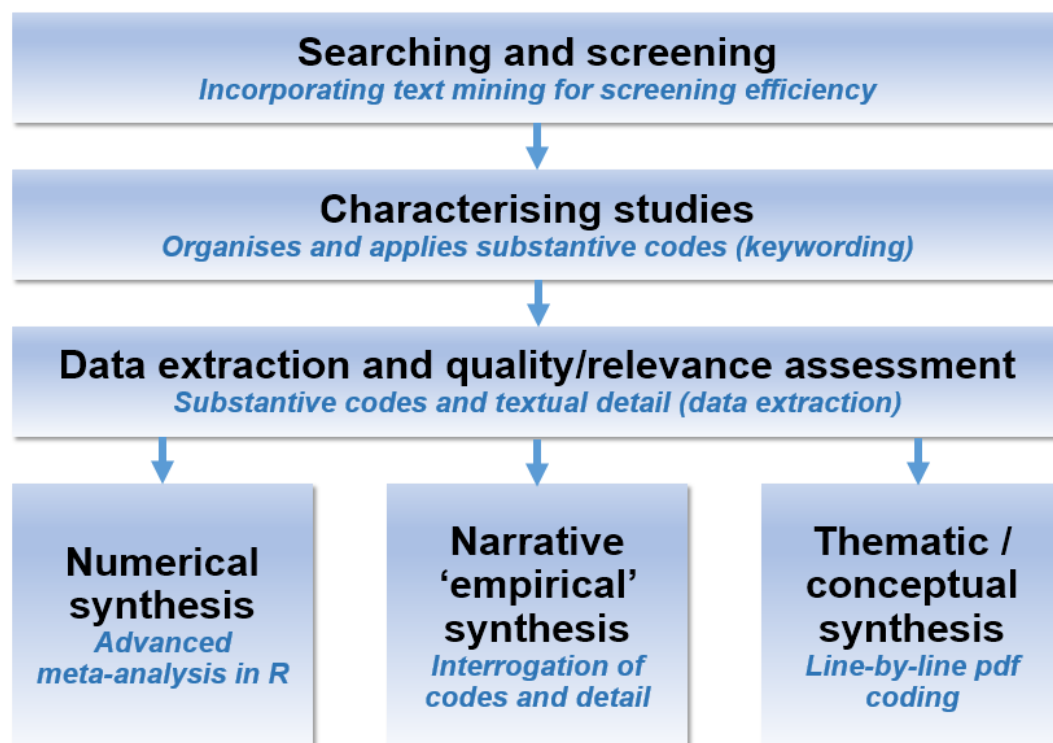 Searching and screening
Incorporating text mining for screening efficiency
Characterising studies
Organises and applies substantive codes (keywording)
Data extraction and quality/relevance assessment
Substantive codes and textual detail (data extraction)
Numerical
synthesis
Advanced
meta-analysis in R
Narrative
‘empirical’
synthesis
Interrogation of
codes and detail
Thematic /
conceptual
synthesis
Line-by-line pdf
coding